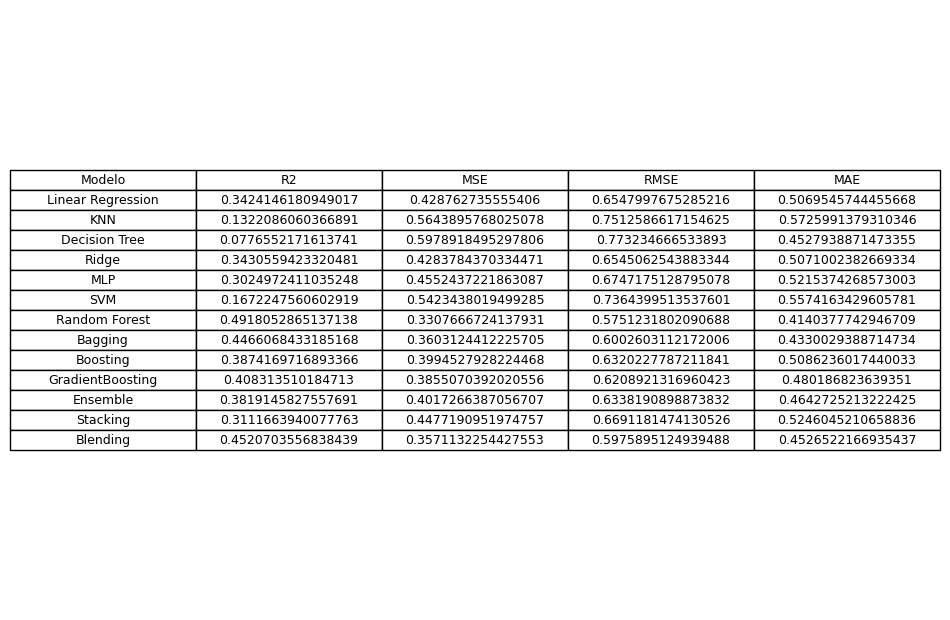 Modelo R2 MSE RMSE MAE
Linear Regression 0.3424146180949017 0.428762735555406 0.6547997675285216 0.5069545744455668
KNN 0.1322086060366891 0.5643895768025078 0.7512586617154625 0.5725991379310346
Decision Tree 0.0776552171613741 0.5978918495297806 0.773234666533893 0.4527938871473355
Ridge 0.3430559423320481 0.4283784370334471 0.6545062543883344 0.5071002382669334
MLP 0.3024972411035248 0.4552437221863087 0.6747175128795078 0.5215374268573003
SVM 0.1672247560602919 0.5423438019499285 0.7364399513537601 0.5574163429605781
Random Forest 0.4918052865137138 0.3307666724137931 0.5751231802090688 0.4140377742946709
Bagging 0.4466068433185168 0.3603124412225705 0.6002603112172006 0.4330029388714734
Boosting 0.3874169716893366 0.3994527928224468 0.6320227787211841 0.5086236017440033
GradientBoosting 0.408313510184713 0.3855070392020556 0.6208921316960423 0.480186823639351
Ensemble 0.3819145827557691 0.4017266387056707 0.6338190898873832 0.4642725213222425
Stacking 0.3111663940077763 0.4477190951974757 0.6691181474130526 0.5246045210658836
Blending 0.4520703556838439 0.3571132254427553 0.5975895124939488 0.4526522166935437